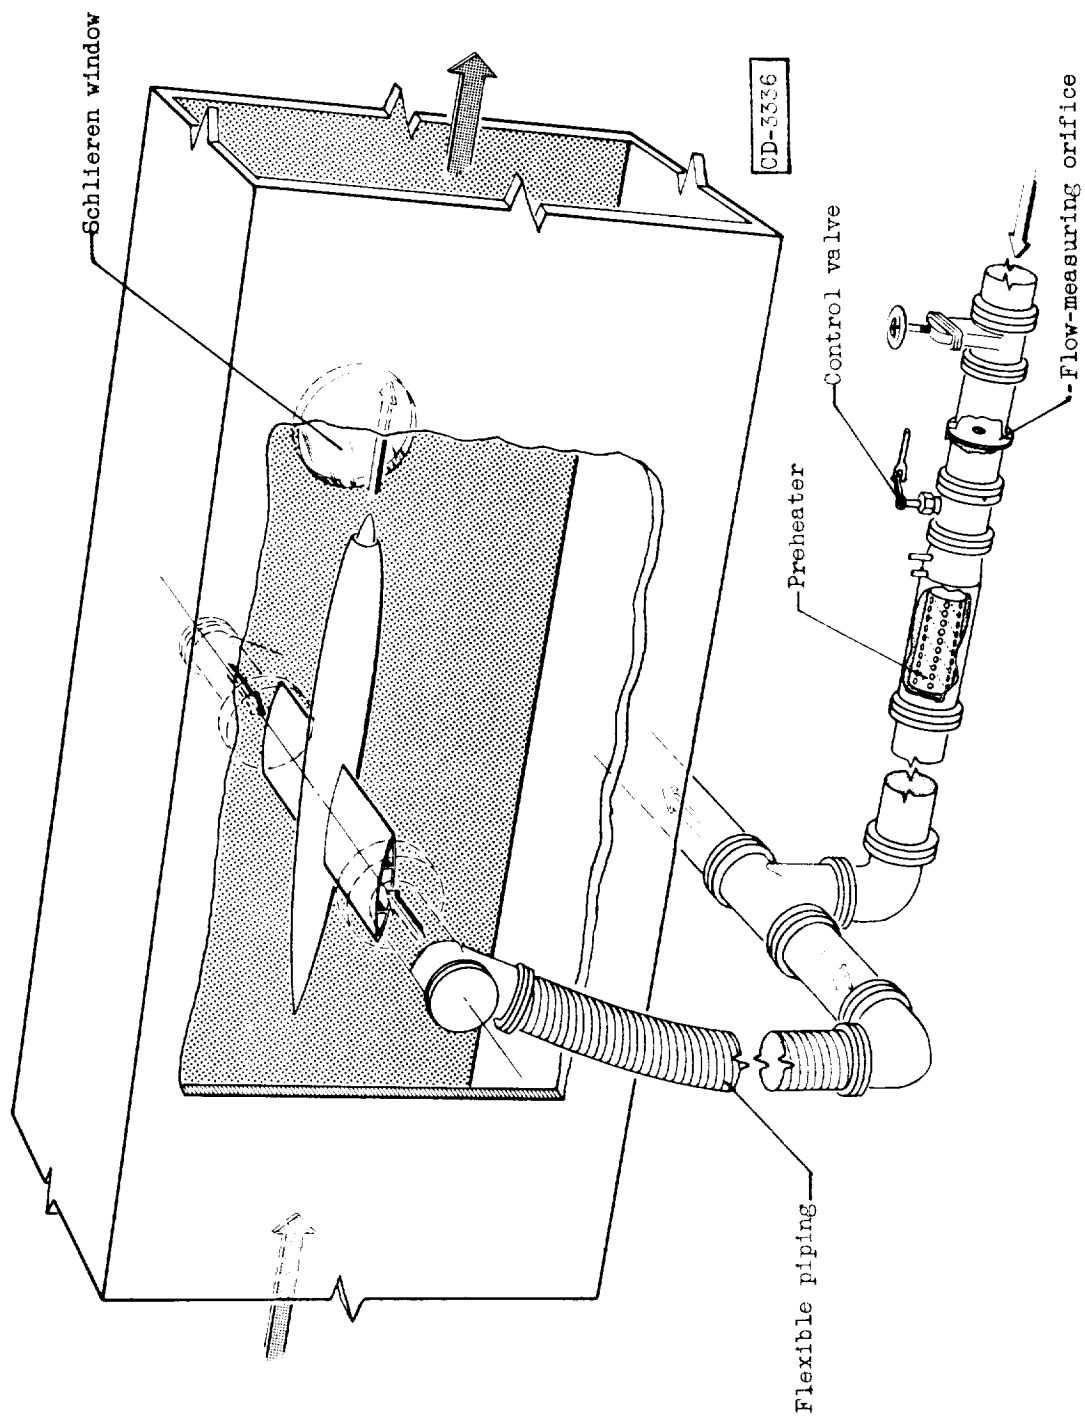 Schlieren window
CD-3336
Control valve
Flow-measuring orifice
Preheater
Flexible piping